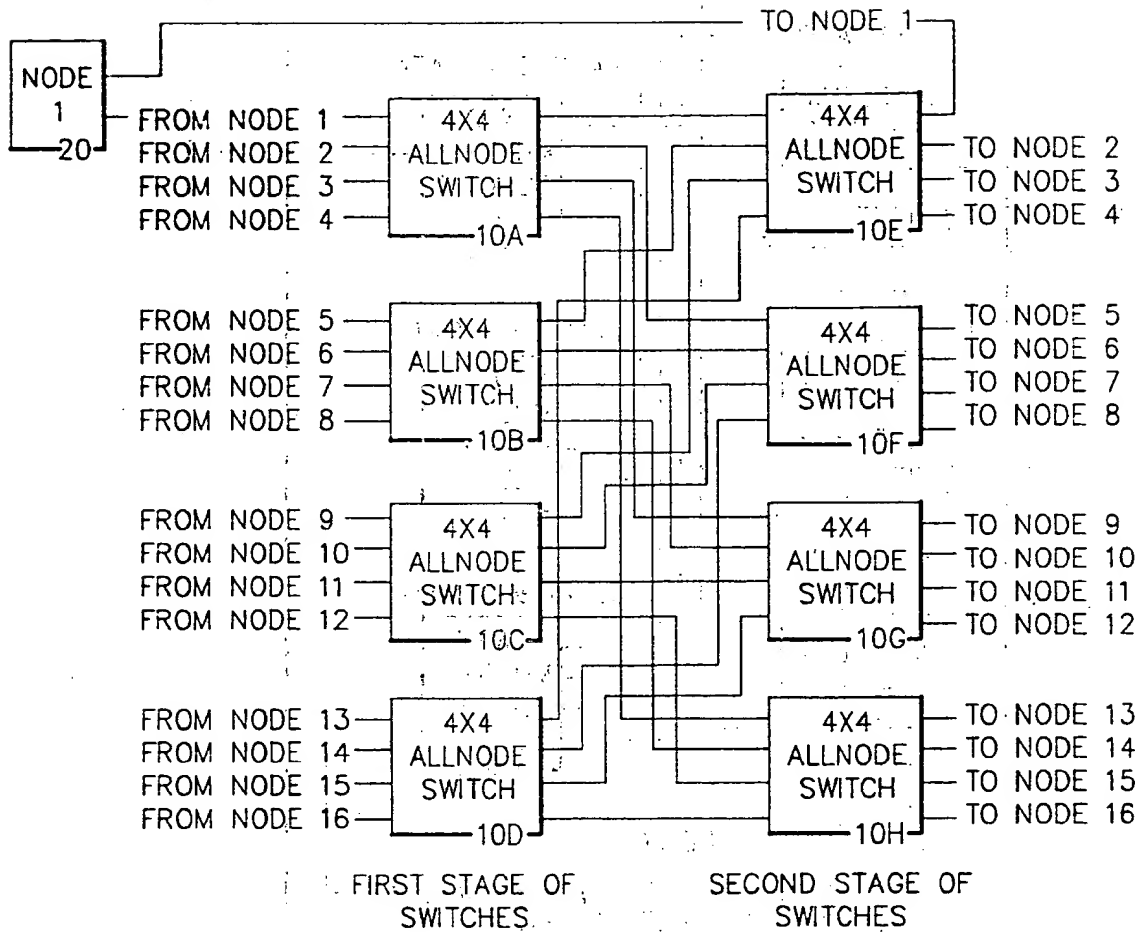 TO NODE 1
NODE
1
20
FROM NODE 1
FROM NODE 2
FROM NODE 3
FROM NODE 4
4X4
ALLNODE
SWITCH
10A
4X4
ALLNODE
SWITCH
10E
TO NODE 2
TO NODE 3
TO NODE 4
FROM NODE 5
FROM NODE 6
FROM NODE 7
FROM NODE 8
4X4
ALLNODE
SWITCH
10B
4X4
ALLNODE
SWITCH
10F
TO NODE 5
TO NODE 6
TO NODE 7
TO NODE 8
FROM NODE 9
FROM NODE 10
FROM NODE 11
FROM NODE 12
4X4
ALLNODE
SWITCH
10C
4X4
ALLNODE
SWITCH
10G
TO NODE 9
TO NODE 10
TO NODE 11
TO NODE 12
FROM NODE 13
FROM NODE 14
FROM NODE 15
FROM NODE 16
4X4
ALLNODE
SWITCH
10D
4X4
ALLNODE
SWITCH
10H
TO NODE 13
TO NODE 14
TO NODE 15
TO NODE 16
FIRST STAGE OF
SWITCHES
SECOND STAGE OF
SWITCHES